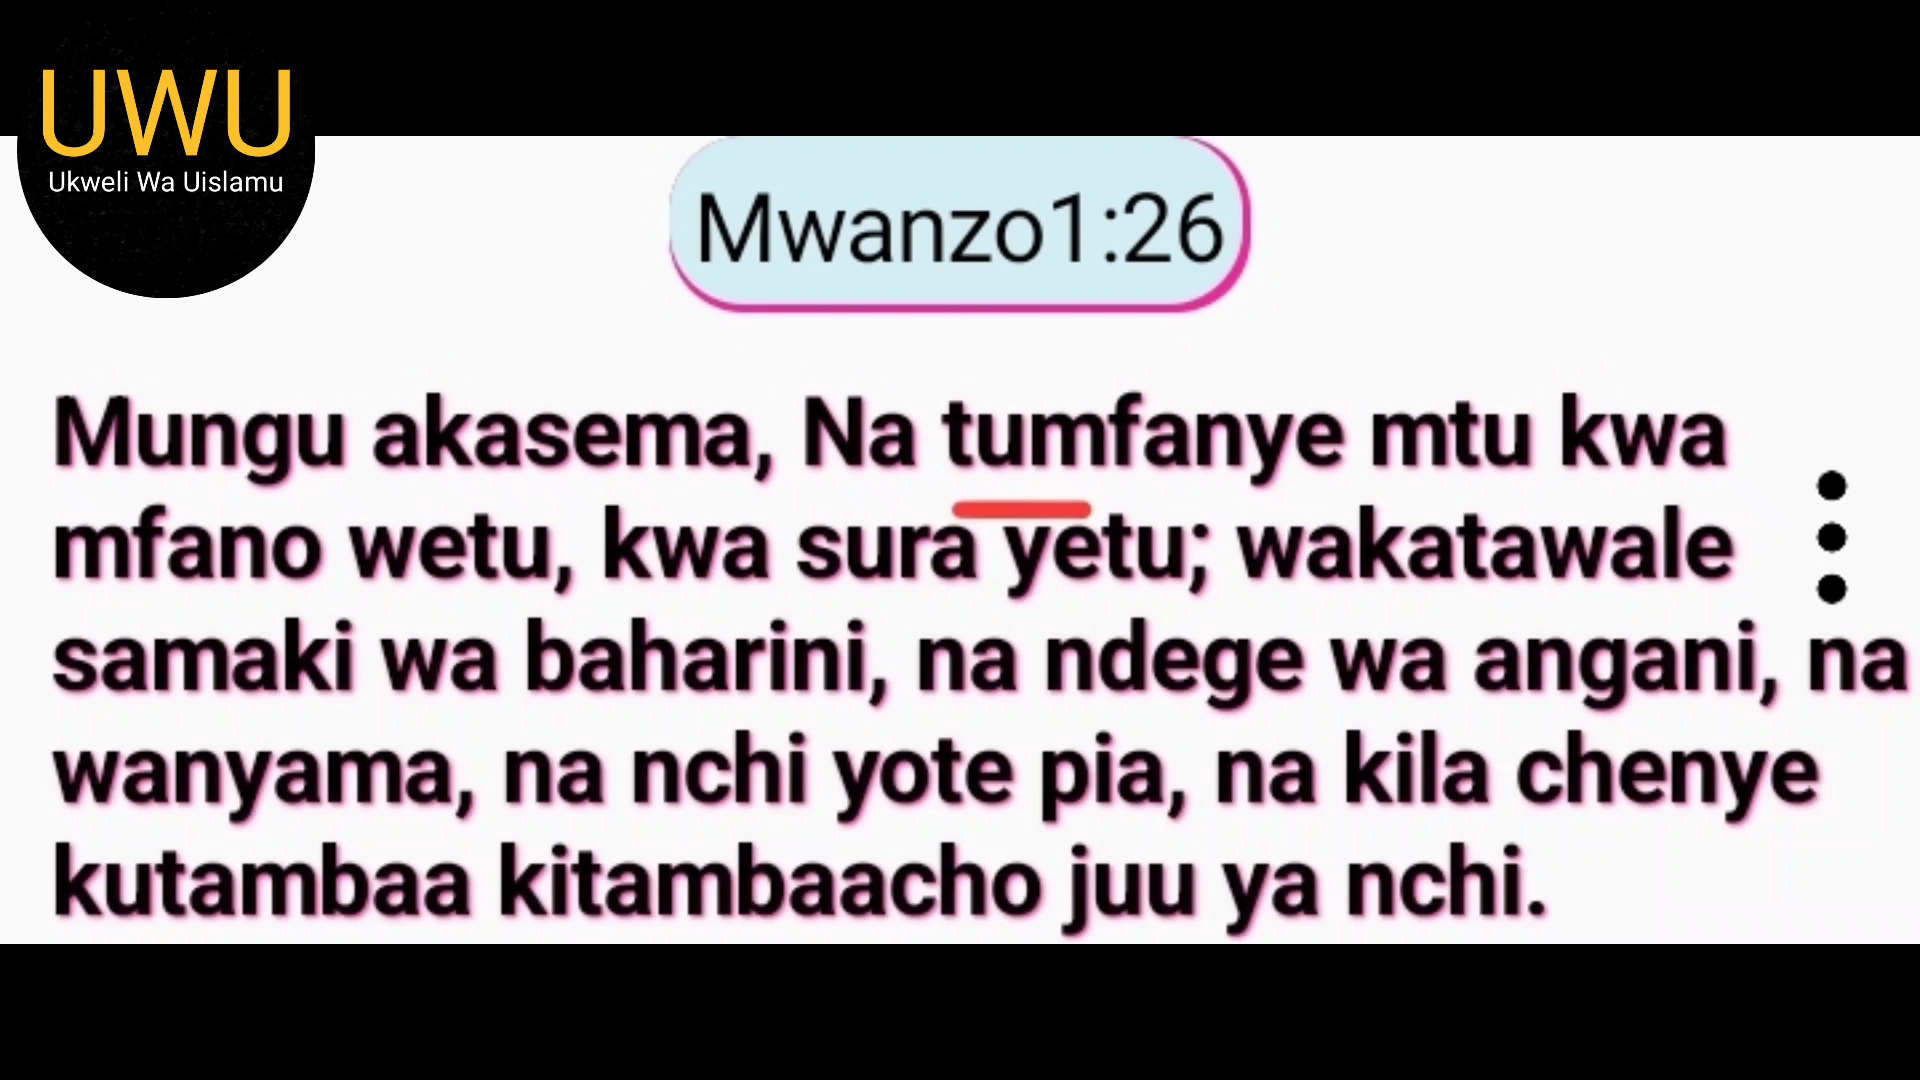 UWU
Ukweli Wa Uislamu
Mwanzo1:26
Mungu akasema, Na tumfanye mtu kwa
mfano wetu, kwa sura yetu; wakatawale
samaki wa baharini, na ndege wa angani, na
wanyama, na nchi yote pia, na kila chenye
kutambaa kitambaacho juu ya nchi.